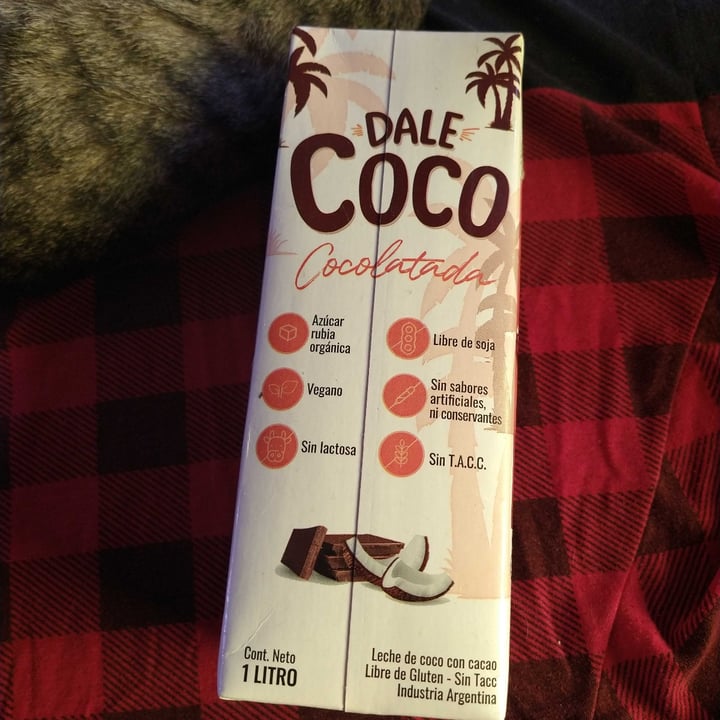 DALE
COCO
Cocolatada
Azúcar
rubia
orgánica
Libre de soja
Vegano
Sin sabores
artificiales,
ni conservantes
Sin lactosa
Sin T.A.C.C.
Cont. Neto
1 LITRO
Leche de coco con cacao
Libre de Gluten - Sin Tacc
Industria Argentina